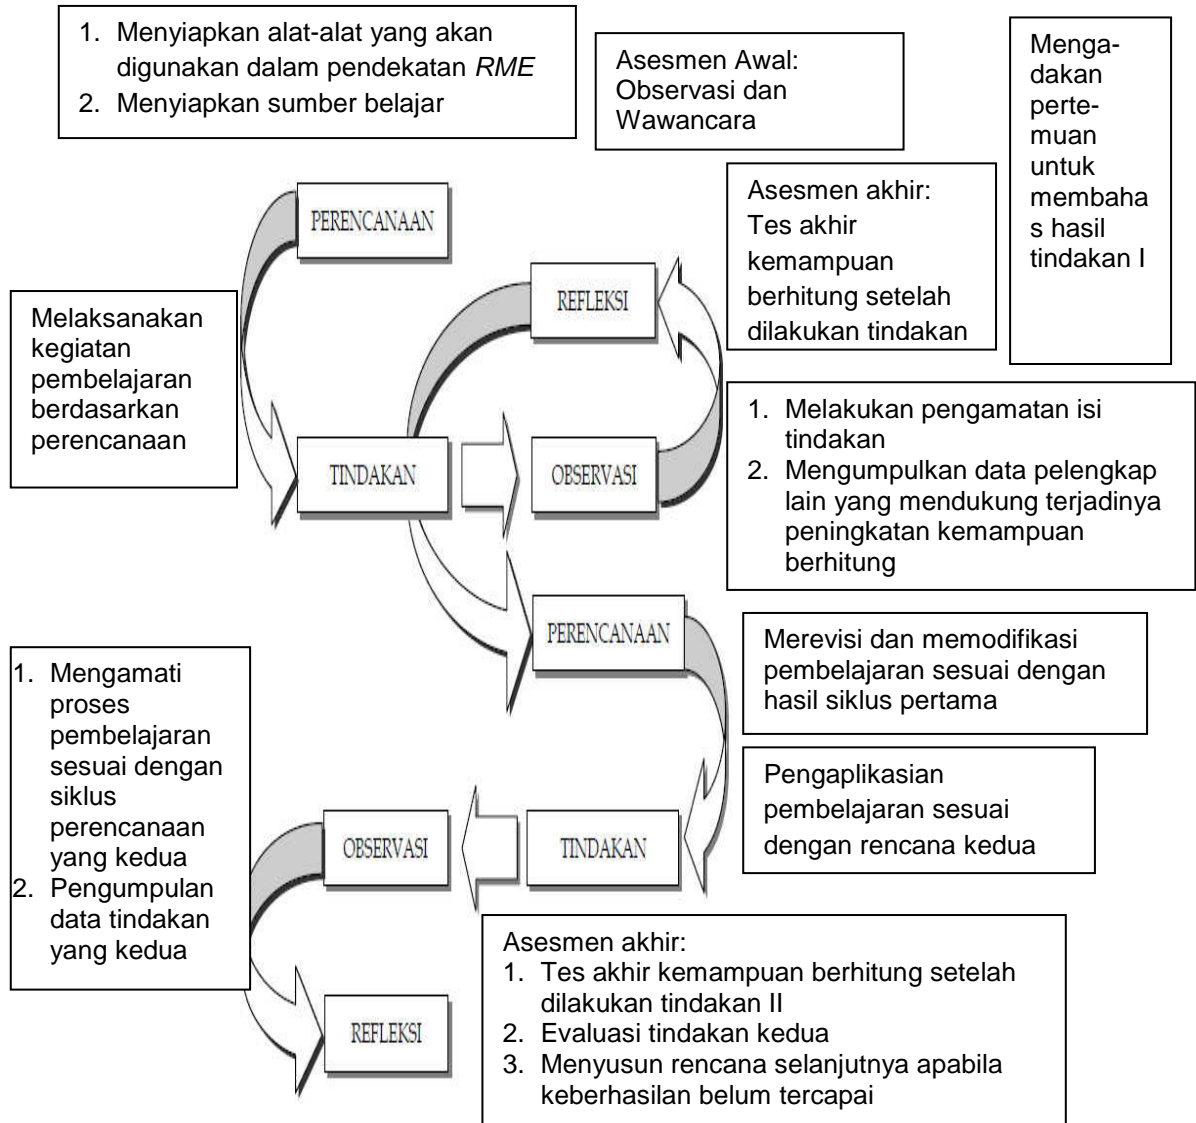 1. Menyiapkan alat-alat yang akan
digunakan dalam pendekatan RME
2. Menyiapkan sumber belajar
Asesmen Awal:
Observasi dan
Wawancara
Menga-
dakan
perte-
muan
untuk
membaha
s hasil
tindakan I
PERENCANAAN
Asesmen akhir:
Tes akhir
kemampuan
berhitung setelah
dilakukan tindakan
REFLEKSI
Melaksanakan
kegiatan
pembelajaran
berdasarkan
perencanaan
TINDAKAN
OBSERVASI
1. Melakukan pengamatan isi
tindakan
2. Mengumpulkan data pelengkap
lain yang mendukung terjadinya
peningkatan kemampuan
berhitung
PERENCANAAN
Merevisi dan memodifikasi
pembelajaran sesuai dengan
hasil siklus pertama
1. Mengamati
proses
pembelajaran
sesuai dengan
siklus
perencanaan
yang kedua
2. Pengumpulan
data tindakan
yang kedua
Pengaplikasian
pembelajaran sesuai
dengan rencana kedua
OBSERVASI
TINDAKAN
REFLEKSI
Asesmen akhir:
1. Tes akhir kemampuan berhitung setelah
dilakukan tindakan II
2. Evaluasi tindakan kedua
3. Menyusun rencana selanjutnya apabila
keberhasilan belum tercapai